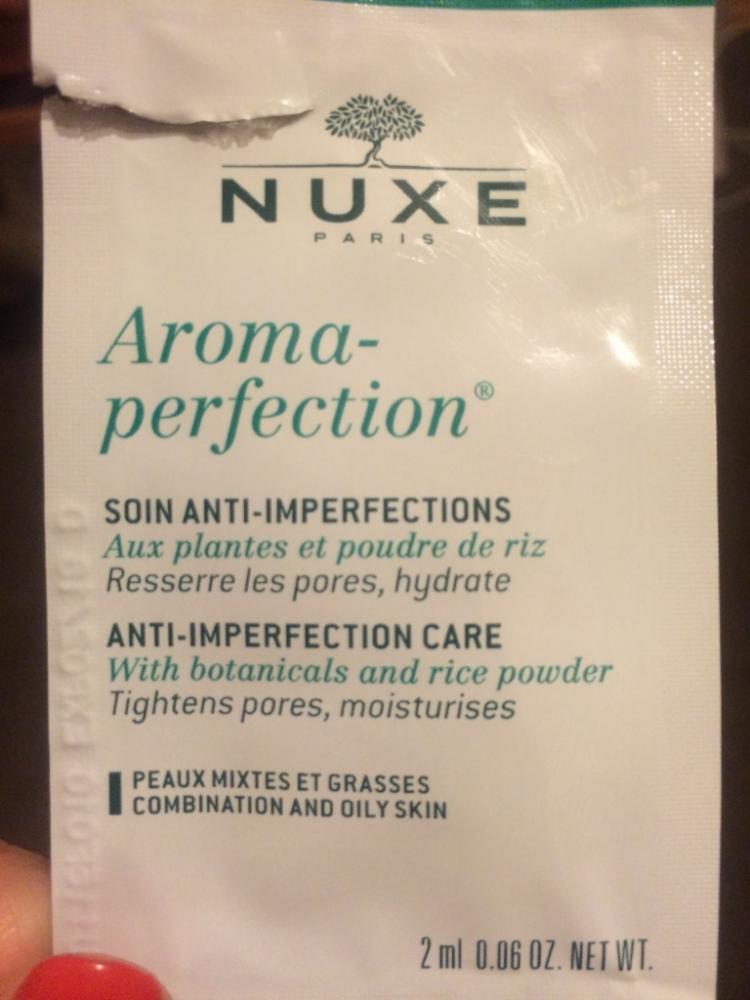 NUXE
PARIS
Aroma-
perfection®
SOIN ANTI-IMPERFECTIONS
Aux plantes et poudre de riz
Resserre les pores, hydrate
ANTI-IMPERFECTION CARE
With botanicals and rice powder
Tightens pores, moisturises
PEAUX MIXTES ET GRASSES
COMBINATION AND OILY SKIN
2 ml 0.06 OZ. NET WT.